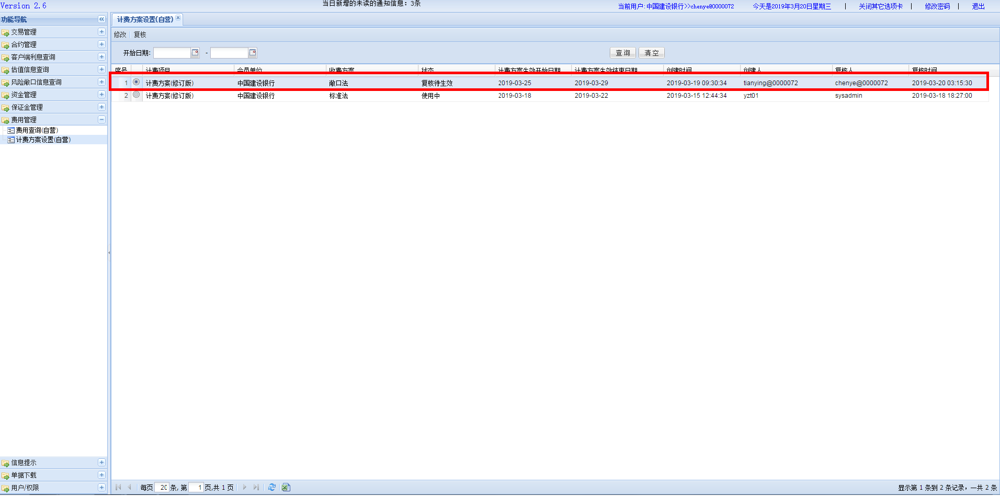 Version 2.6
当日新增的未读的通知信息：3条
当前用户:中国建设银行>>chenye@0000072 今天是2019年3月20日星期三 | 关闭其它选项卡 | 修改密码 | 退出
功能导航
交易管理
合约管理
客户端利息查询
估值信息查询
风险敞口信息查询
资金管理
保证金管理
费用管理
费用查询(自营)
计费方案设置(自营)
信息提示
单据下载
用户/权限
计费方案设置(自营)
修改 复核
开始日期: - 查 询 清 空
序号 计费项目 会员单位 收费方案 状态 计费方案生效开始日期 计费方案生效结束日期 创建时间 创建人 复核人 复核时间
1 计费方案(修订版) 中国建设银行 敞口法 复核待生效 2019-03-25 2019-03-29 2019-03-19 09:30:34 tianying@0000072 chenye@0000072 2019-03-20 03:15:30
2 计费方案(修订版) 中国建设银行 标准法 使用中 2019-03-18 2019-03-22 2019-03-15 12:44:34 yzt01 sysadmin 2019-03-18 18:27:00
每页 20 条, 第 1 页,共 1 页
显示第 1 条到 2 条记录，一共 2 条